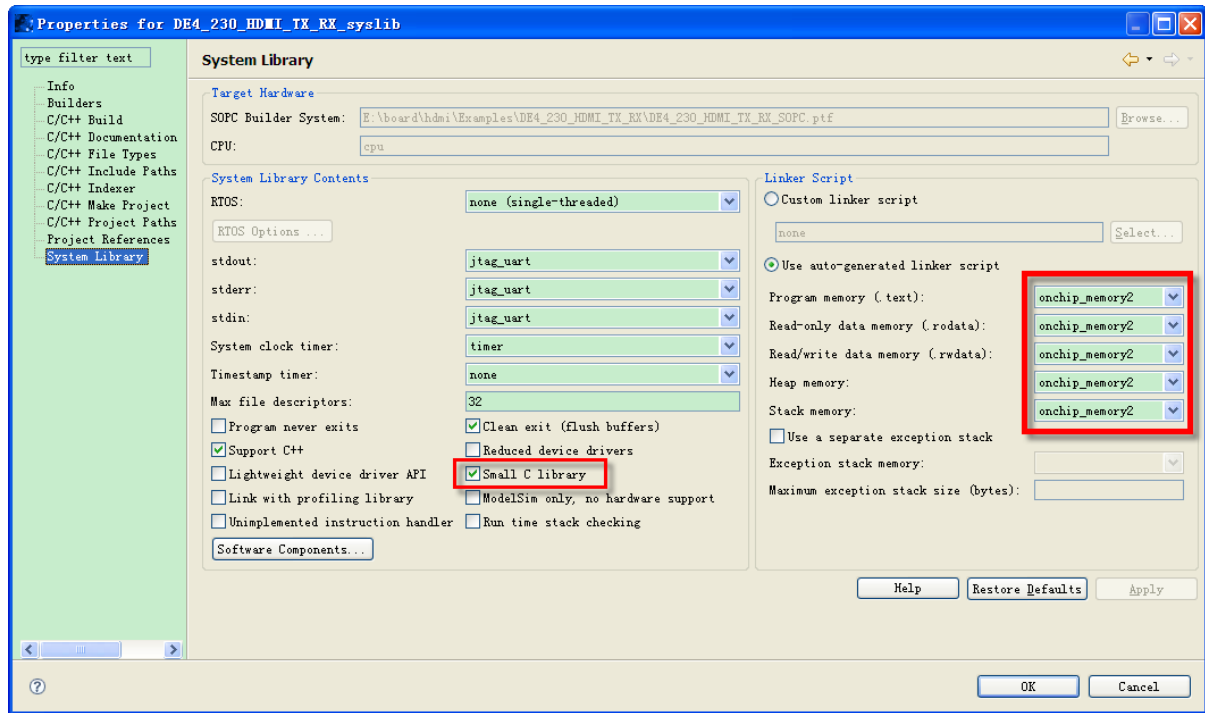 Properties for DE4_230_HDMI_TX_RX_syslib
type filter text
Info
Builders
C/C++ Build
C/C++ Documentation
C/C++ File Types
C/C++ Include Paths
C/C++ Indexer
C/C++ Make Project
C/C++ Project Paths
Project References
System Library
System Library
Target Hardware
SOPC Builder System: E:\board\hdmi\Examples\DE4_230_HDMI_TX_RX\DE4_230_HDMI_TX_RX_SOPC.ptf Browse...
CPU: cpu
System Library Contents
RTOS: none (single-threaded)
RTOS Options ...
stdout: jtag_uart
stderr: jtag_uart
stdin: jtag_uart
System clock timer: timer
Timestamp timer: none
Max file descriptors: 32
Program never exits Clean exit (flush buffers)
Support C++ Reduced device drivers
Lightweight device driver API Small C library
Link with profiling library ModelSim only, no hardware support
Unimplemented instruction handler Run time stack checking
Software Components...
Linker Script
Custom linker script
none Select...
Use auto-generated linker script
Program memory (.text): onchip_memory2
Read-only data memory (.rodata): onchip_memory2
Read/write data memory (.rwdata): onchip_memory2
Heap memory: onchip_memory2
Stack memory: onchip_memory2
Use a separate exception stack
Exception stack memory:
Maximum exception stack size (bytes):
Help Restore Defaults Apply
OK Cancel